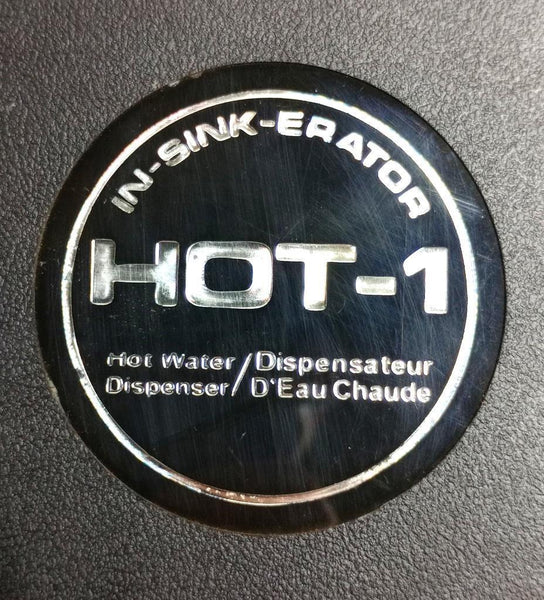 IN-SINK-ERATOR
HOT-1
Hot Water / Dispensateur
Dispenser / D'Eau Chaude